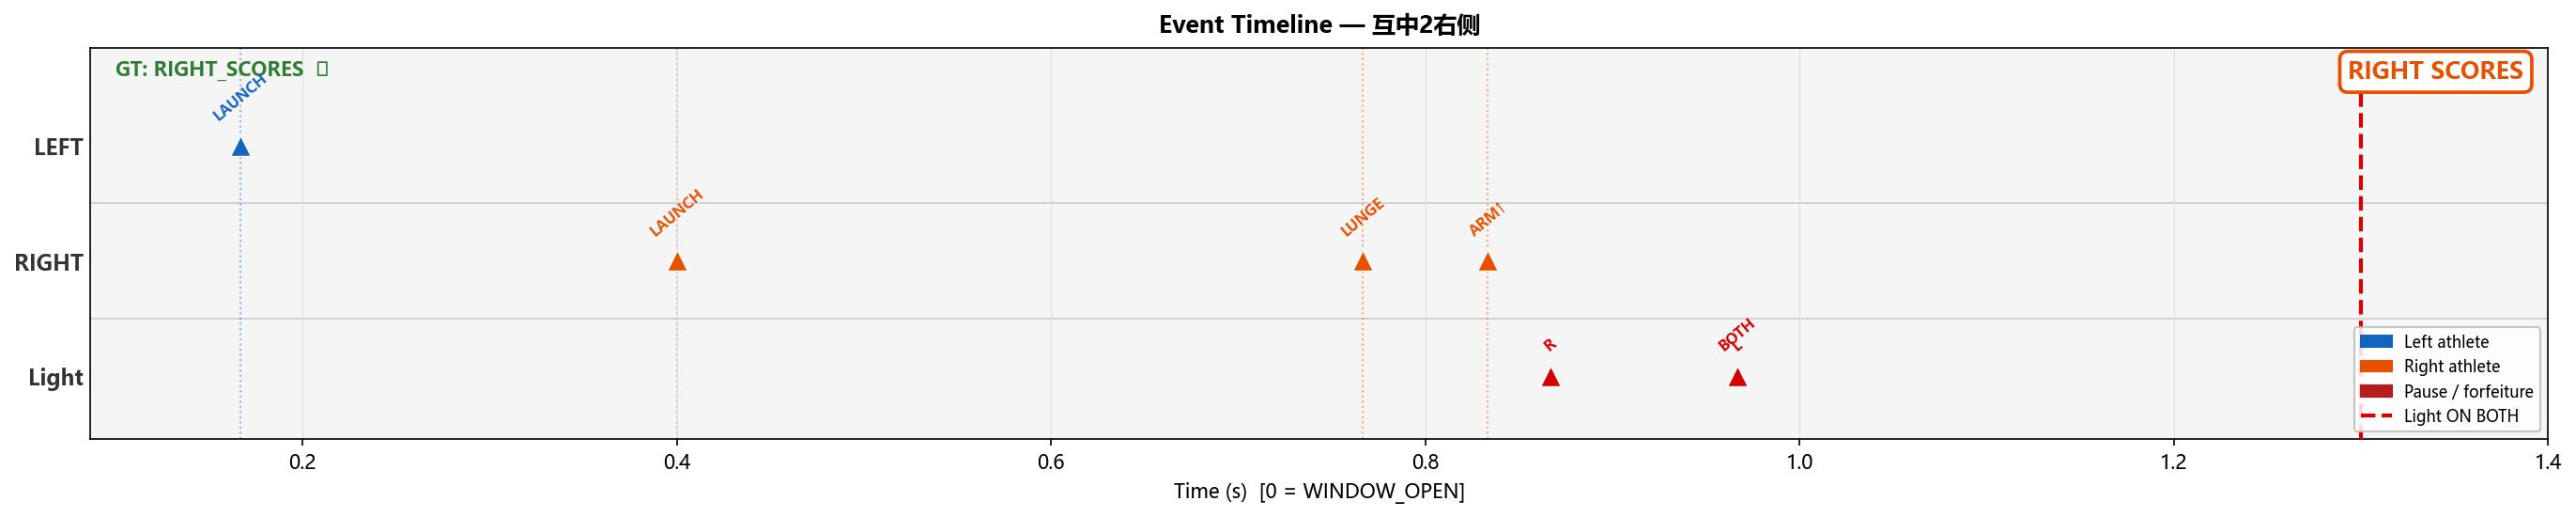 Event Timeline — 互中2右侧
GT: RIGHT_SCORES
RIGHT SCORES
LAUNCH
LEFT
LAUNCH
LUNGE
ARM↑
RIGHT
R
BOTH
L
Light
Left athlete
Right athlete
Pause / forfeiture
Light ON BOTH
0.2
0.4
0.6
0.8
1.0
1.2
1.4
Time (s) [0 = WINDOW_OPEN]